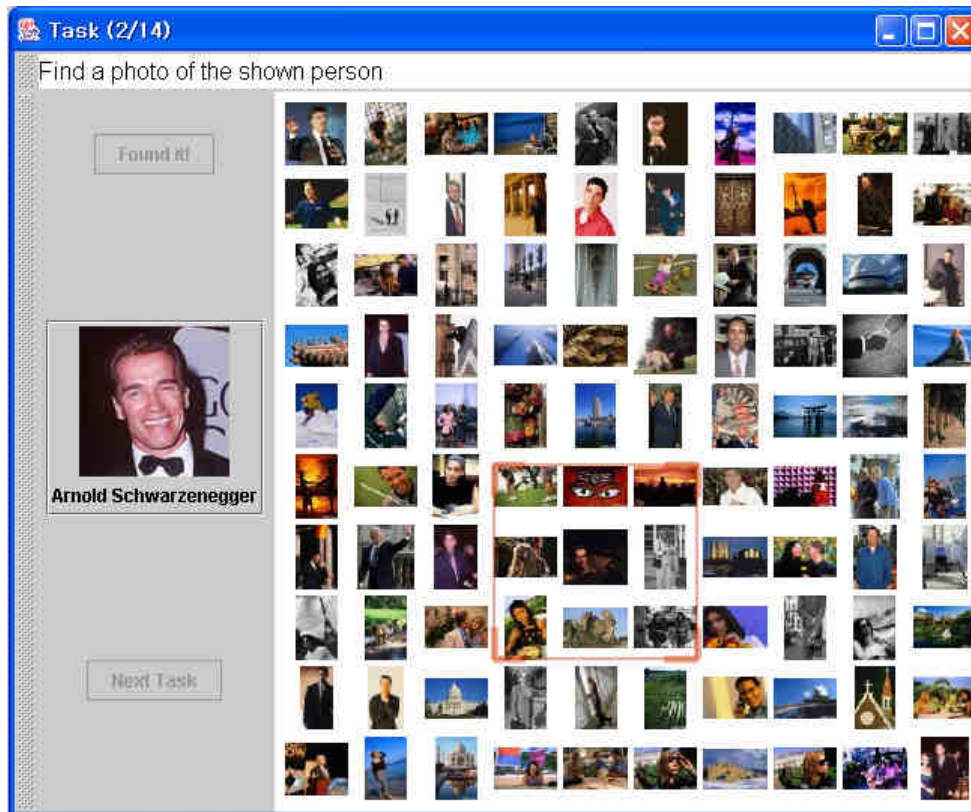 Task (2/14)
Find a photo of the shown person
Found it!
Arnold Schwarzenegger
Next Task